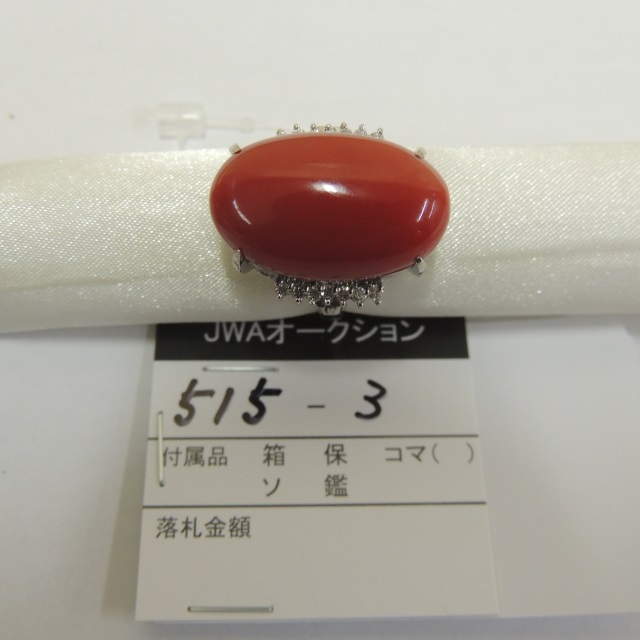 JWAオークション
515-3
付属品 箱 保 コマ( )
ソ 鑑
落札金額